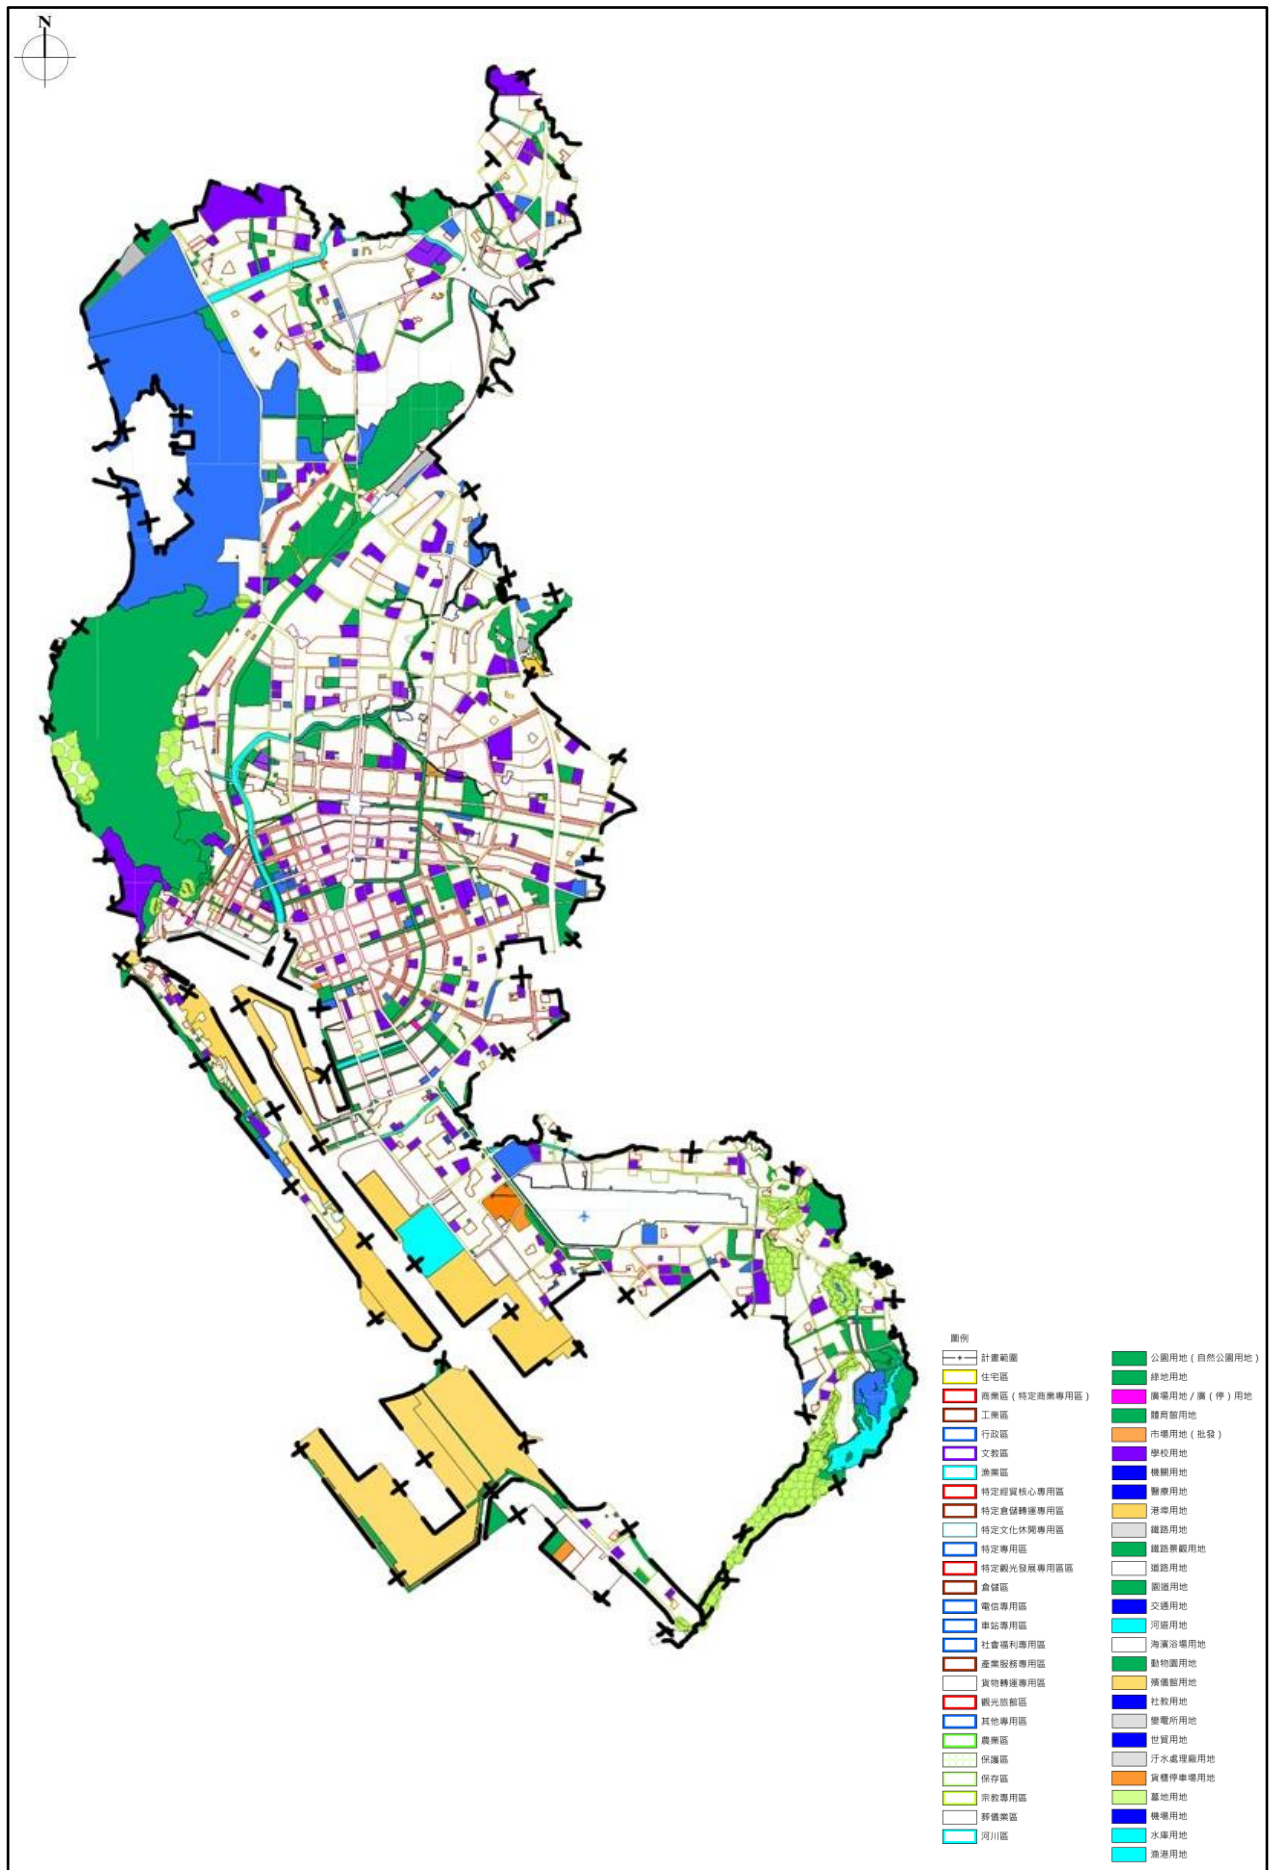 N
圖例
計畫範圍
住宅區
商業區（特定商業專用區）
工業區
行政區
文教區
漁業區
特定經貿核心專用區
特定倉儲轉運專用區
特定文化休閒專用區
特定專用區
特定觀光發展專用區區
倉儲區
電信專用區
車站專用區
社會福利專用區
產業服務專用區
貨物轉運專用區
觀光旅館區
其他專用區
農業區
保護區
保存區
宗教專用區
葬儀業區
河川區
公園用地（自然公園用地）
綠地用地
廣場用地／廣（停）用地
體育館用地
市場用地（批發）
學校用地
機關用地
醫療用地
港埠用地
鐵路用地
鐵路景觀用地
道路用地
園道用地
交通用地
河道用地
海濱浴場用地
動物園用地
殯儀館用地
社教用地
變電所用地
世貿用地
汙水處理廠用地
貨櫃停車場用地
墓地用地
機場用地
水庫用地
漁港用地